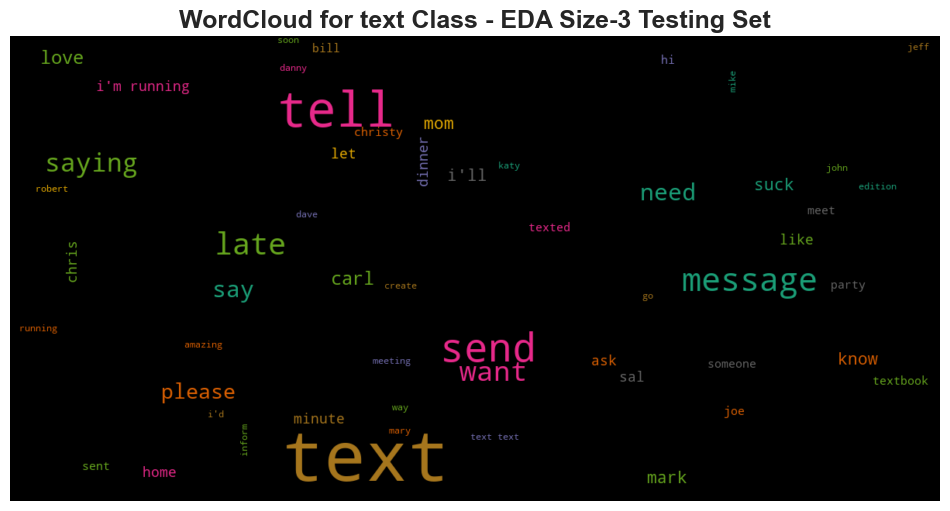 WordCloud for text Class - EDA Size-3 Testing Set
soon
bill
hi
jeff
love
danny
i'm running
mike
tell
mom
christy
let
saying
dinner
i'll
katy
john
robert
need
suck
edition
dave
meet
texted
chris
late
like
carl
say
create
message
party
go
running
amazing
send
want
meeting
ask
sal
someone
know
textbook
please
i'd
minute
way
joe
inform
mary
text text
text
sent
home
mark